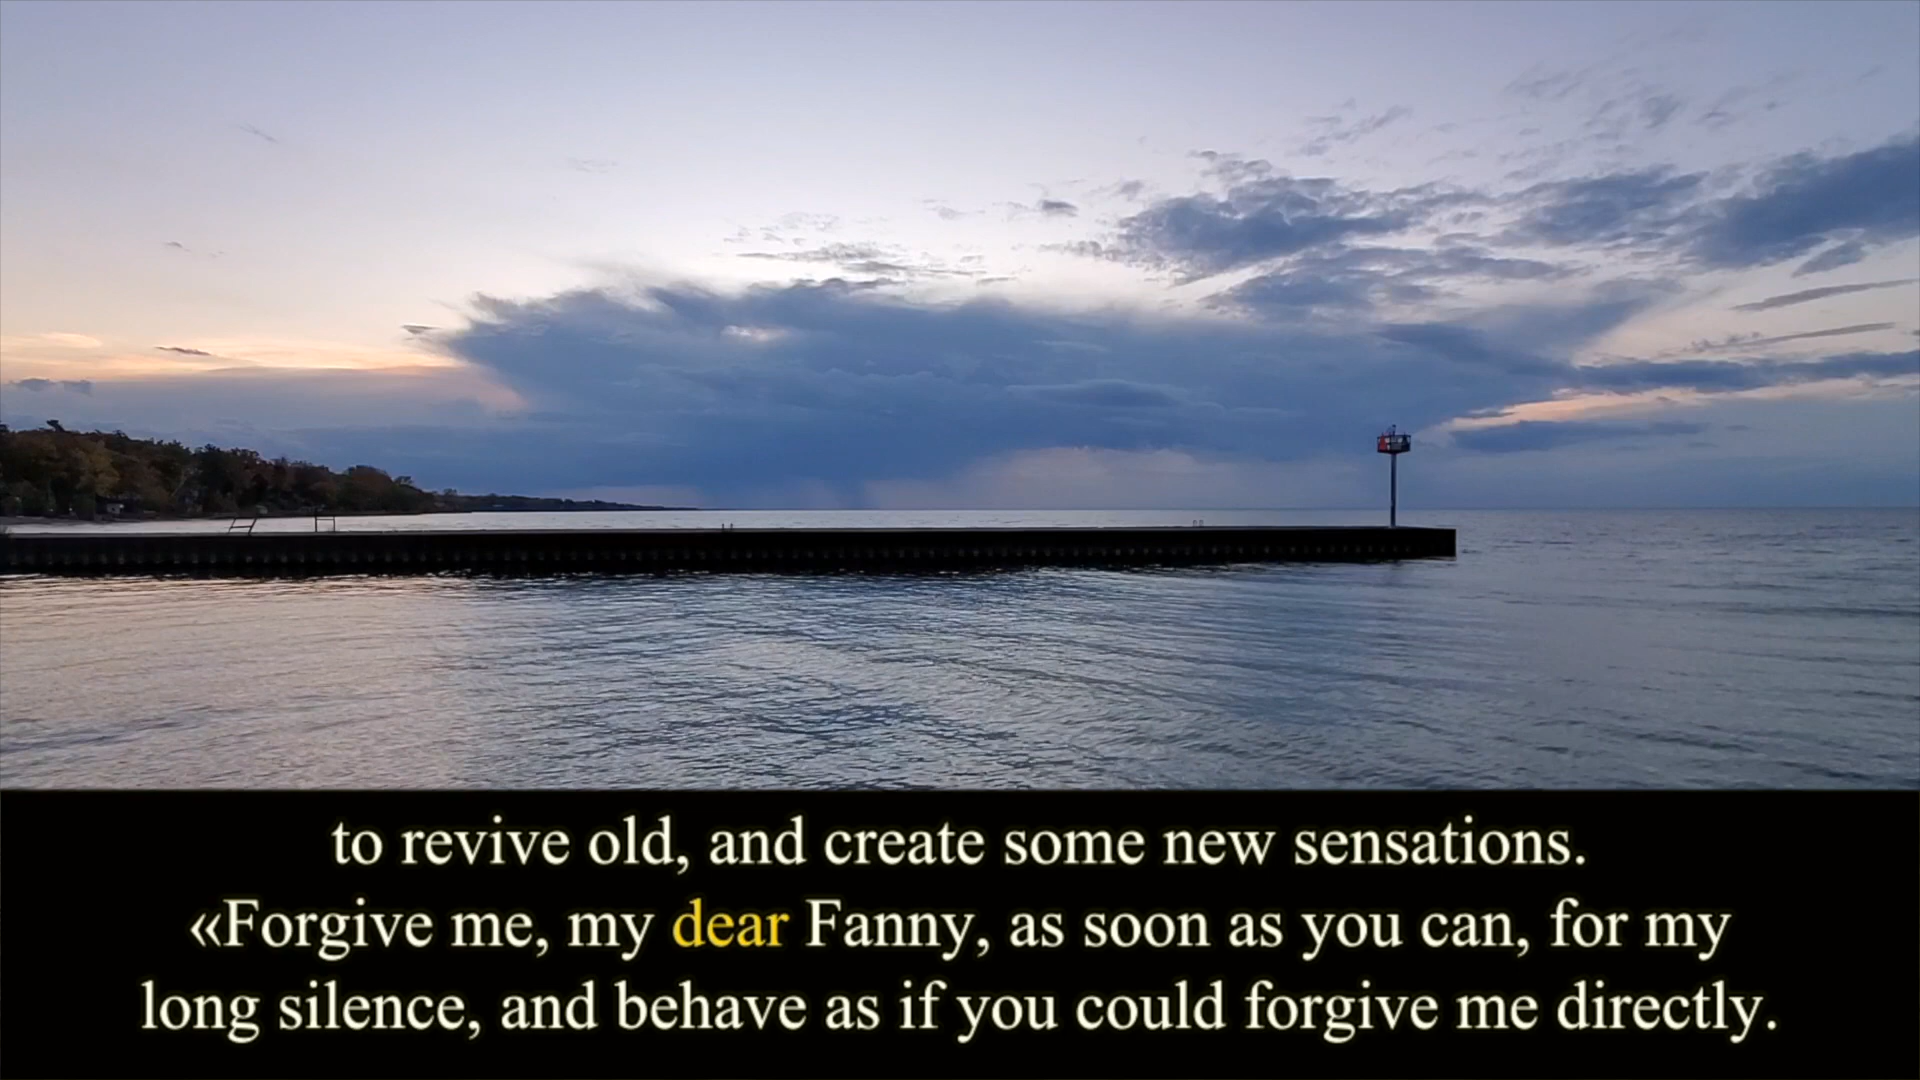 to revive old, and create some new sensations.
«Forgive me, my dear Fanny, as soon as you can, for my
long silence, and behave as if you could forgive me directly.